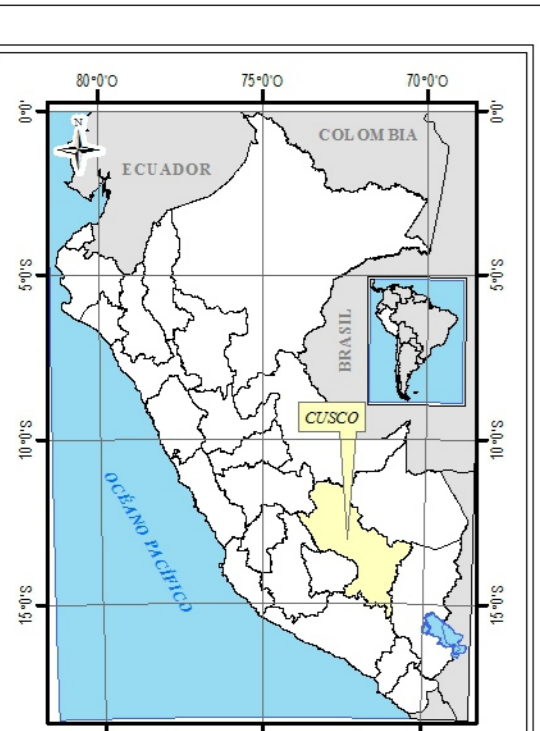 80°0'O 75°0'O 70°0'O
0°0' 0°0'
N
COLOMBIA
ECUADOR
5°0'S 5°0'S
BRASIL
CUSCO
10°0'S 10°0'S
OCÉANO PACÍFICO
15°0'S 15°0'S